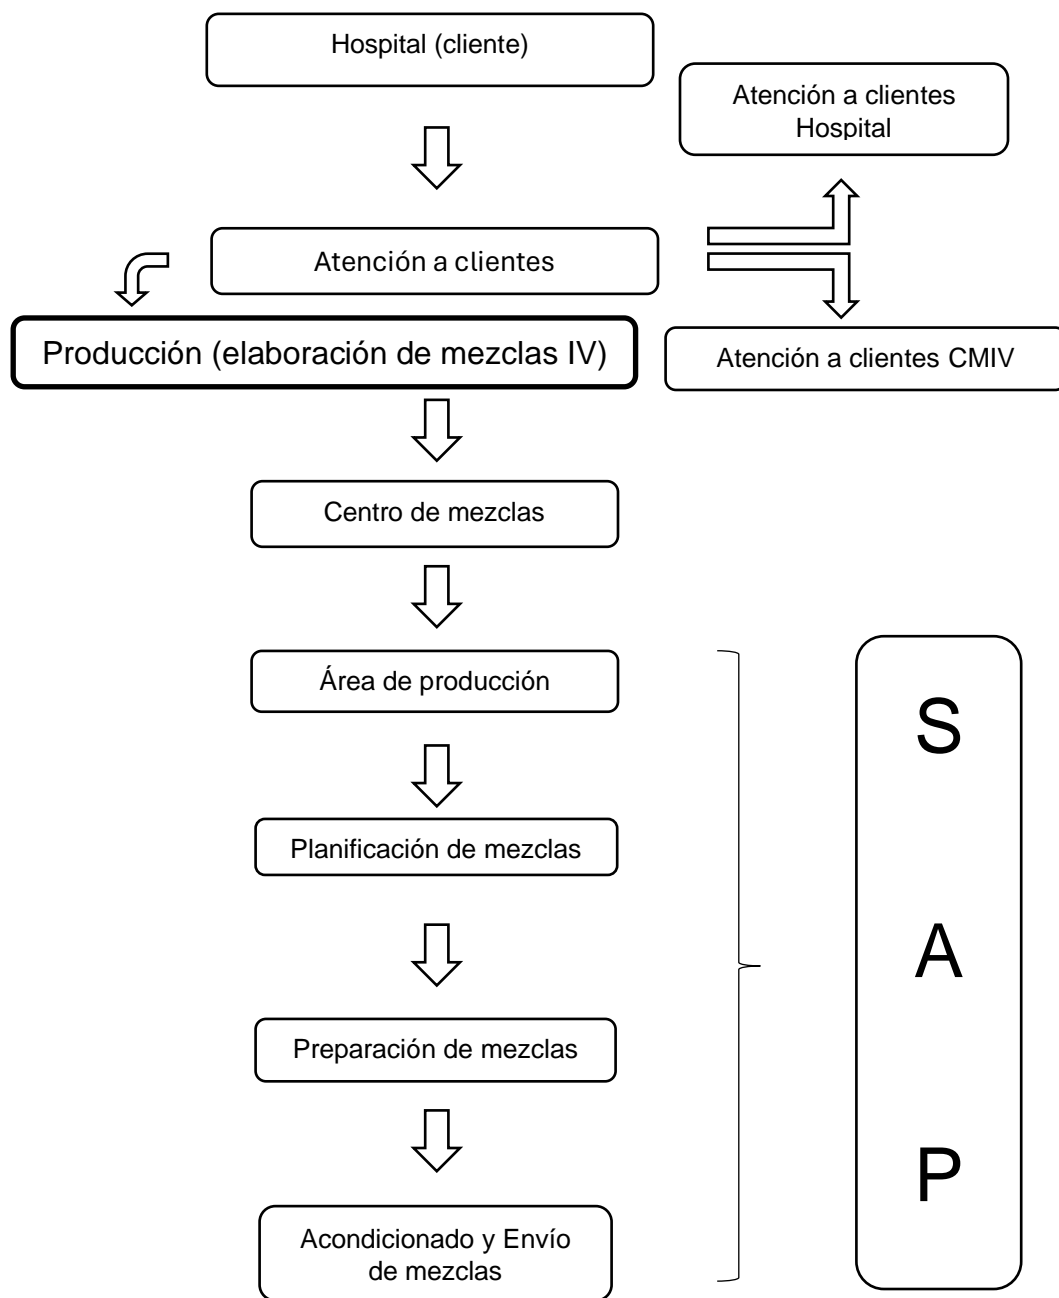 Hospital (cliente)
Atención a clientes
Hospital
Atención a clientes
Producción (elaboración de mezclas IV)
Atención a clientes CMIV
Centro de mezclas
Área de producción
Planificación de mezclas
Preparación de mezclas
Acondicionado y Envío
de mezclas
S
A
P